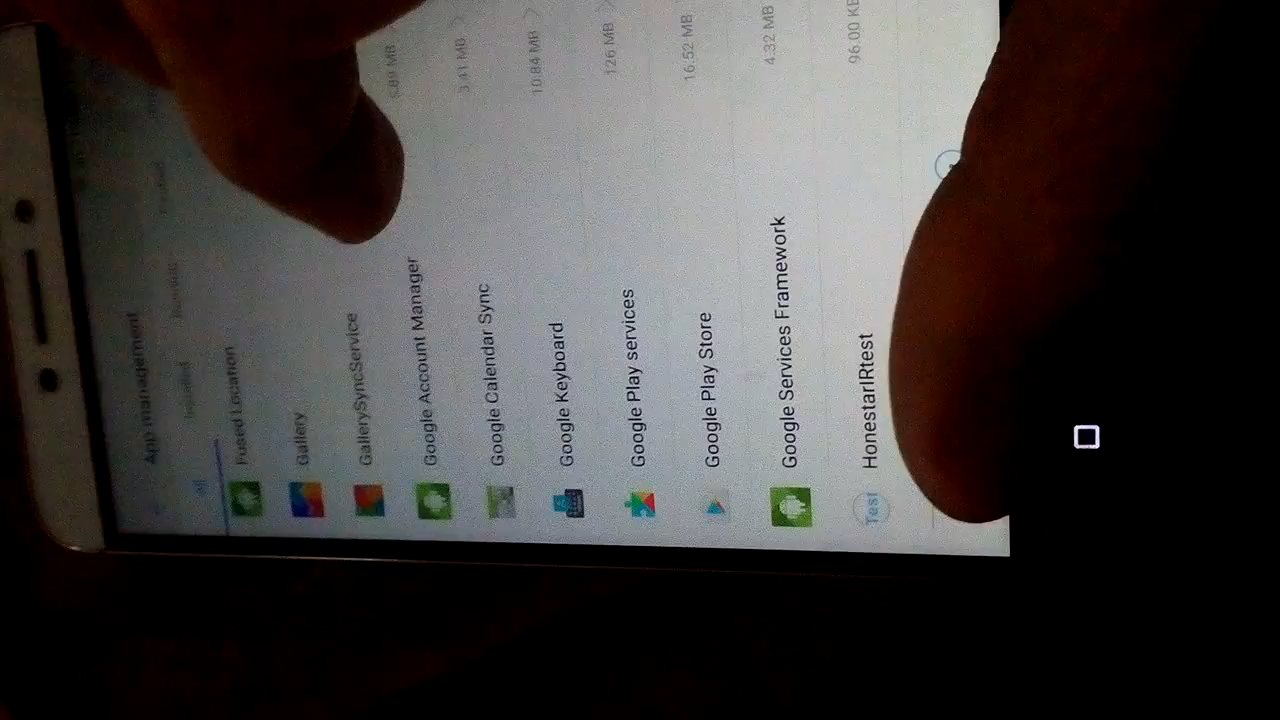 App management
All Installed
Fused Location
Gallery
GallerySyncService
Google Account Manager
Google Calendar Sync 3.41 MB
Google Keyboard 10.84 MB
Google Play services 126 MB
Google Play Store 16.52 MB
Google Services Framework 4.32 MB
Test HonestarIRtest 96.00 KB